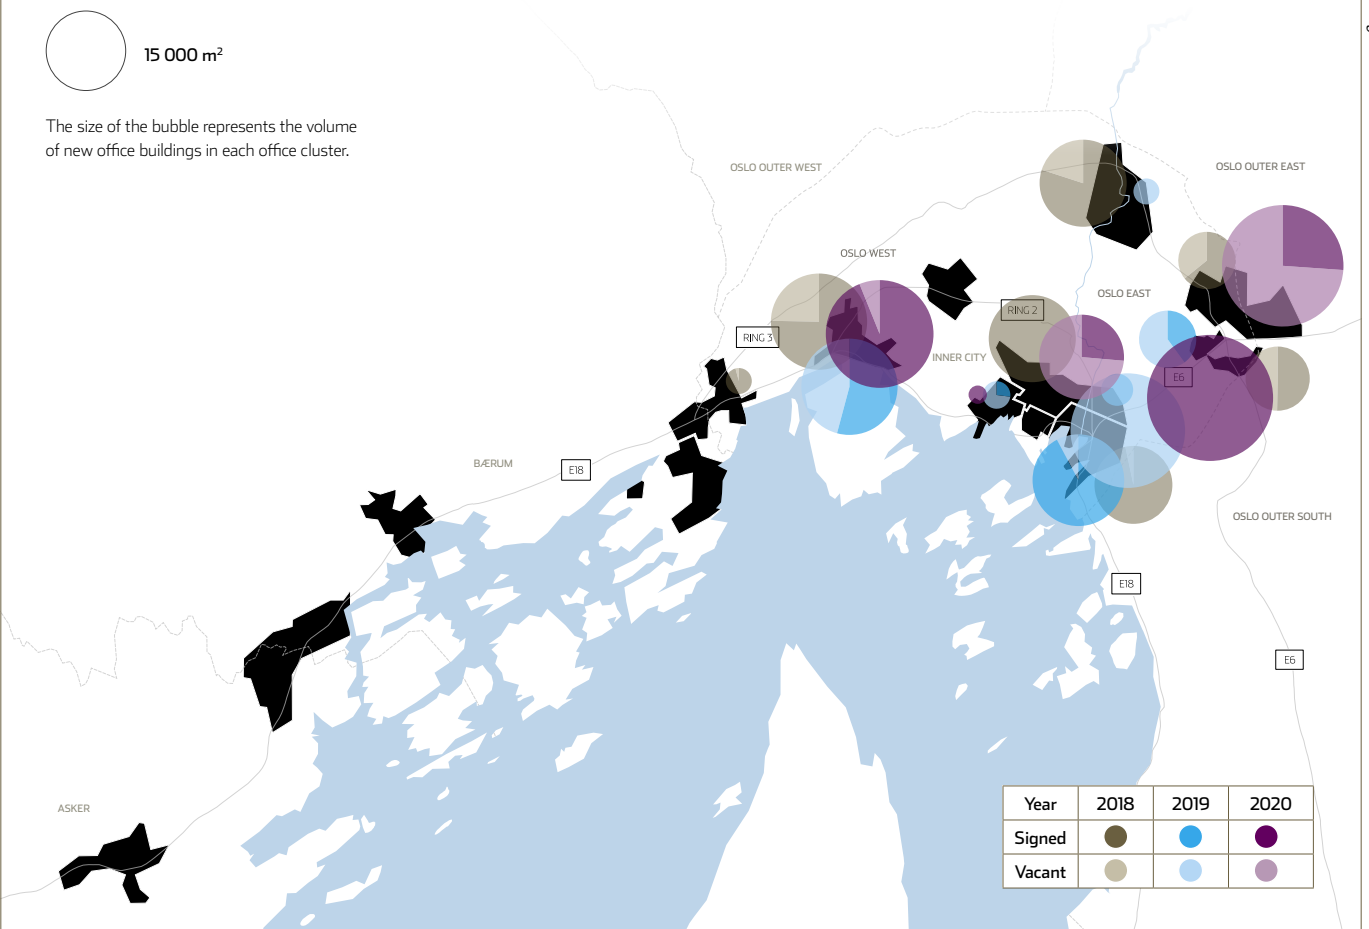 15 000 m²
The size of the bubble represents the volume
of new office buildings in each office cluster.
OSLO OUTER WEST
OSLO OUTER EAST
OSLO WEST
OSLO EAST
RING 2
RING 3
INNER CITY
E6
BÆRUM
E18
OSLO OUTER SOUTH
E18
E6
ASKER
Year 2018 2019 2020
Signed
Vacant